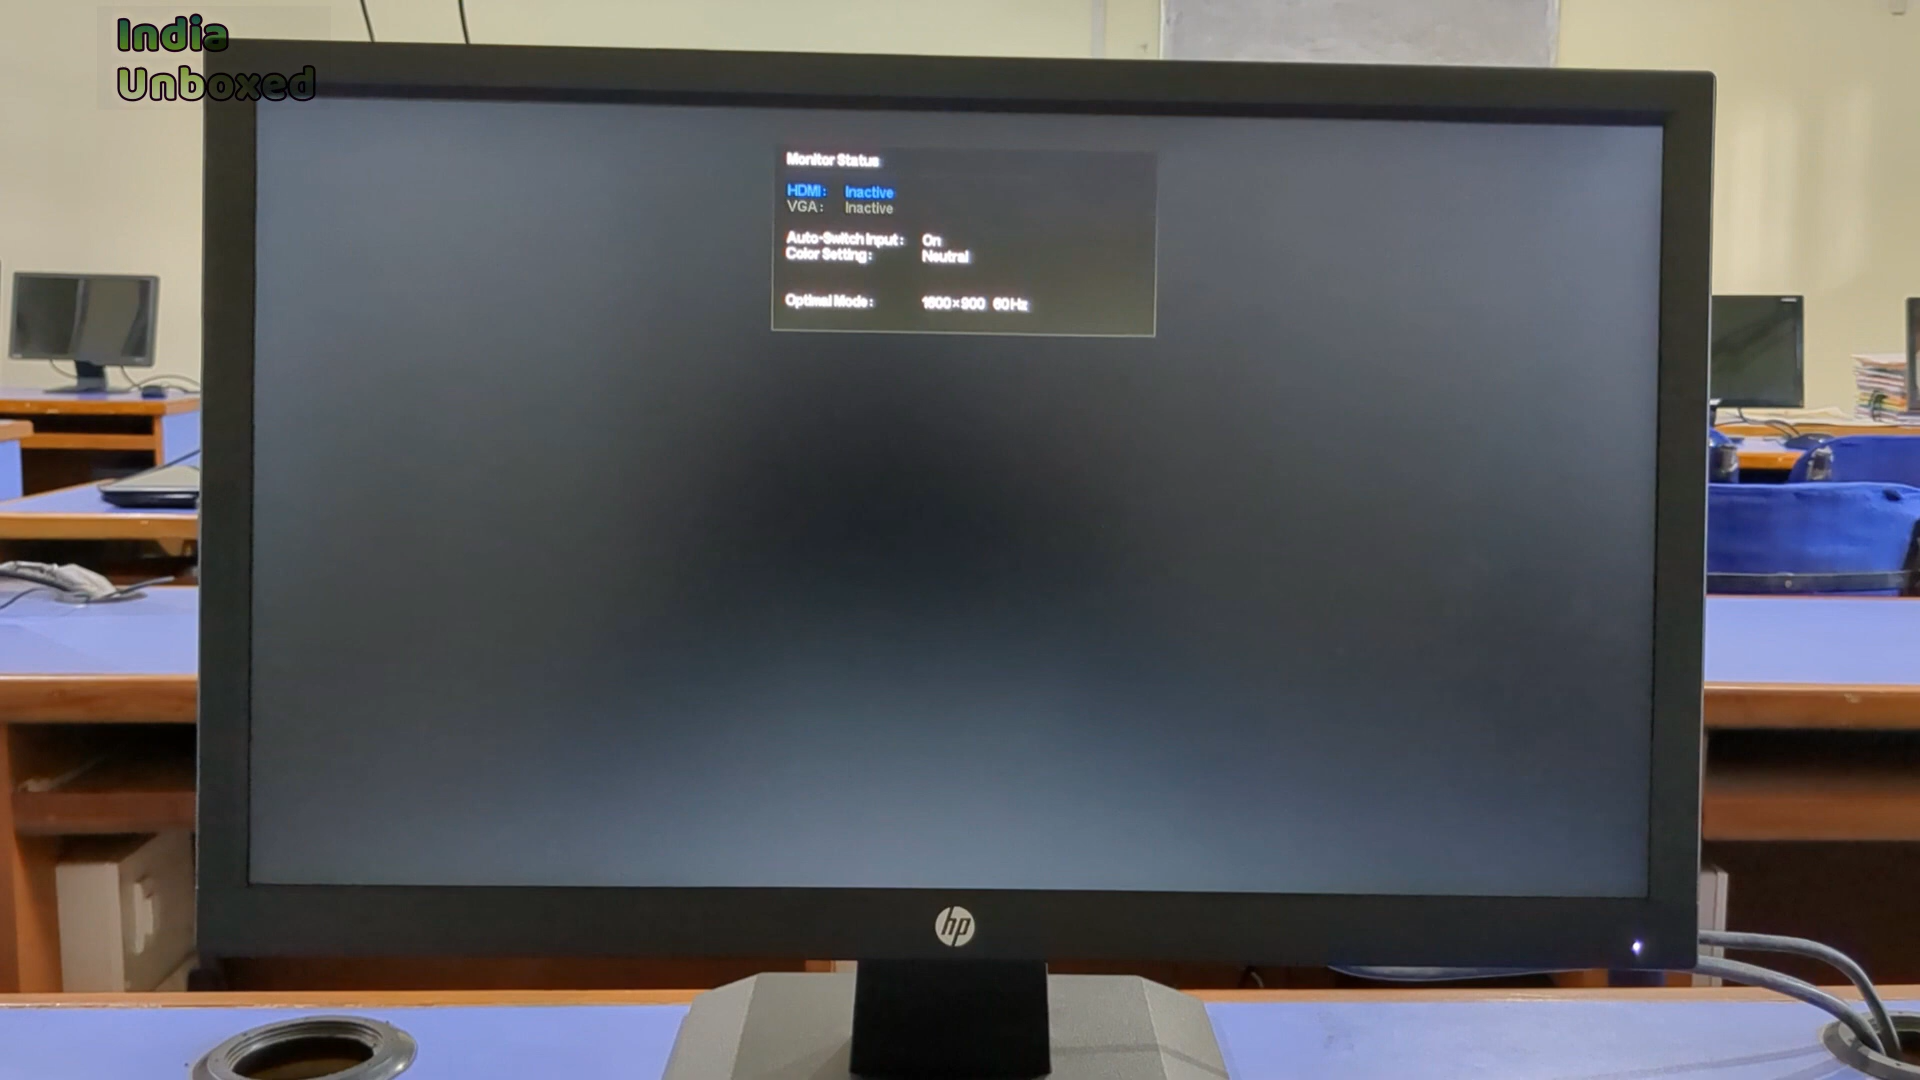 India
Unboxed
Monitor Status
HDMI: Inactive
VGA: Inactive
Auto-Switch Input: On
Color Setting: Neutral
Optimal Mode: 1600×900 60Hz
hp